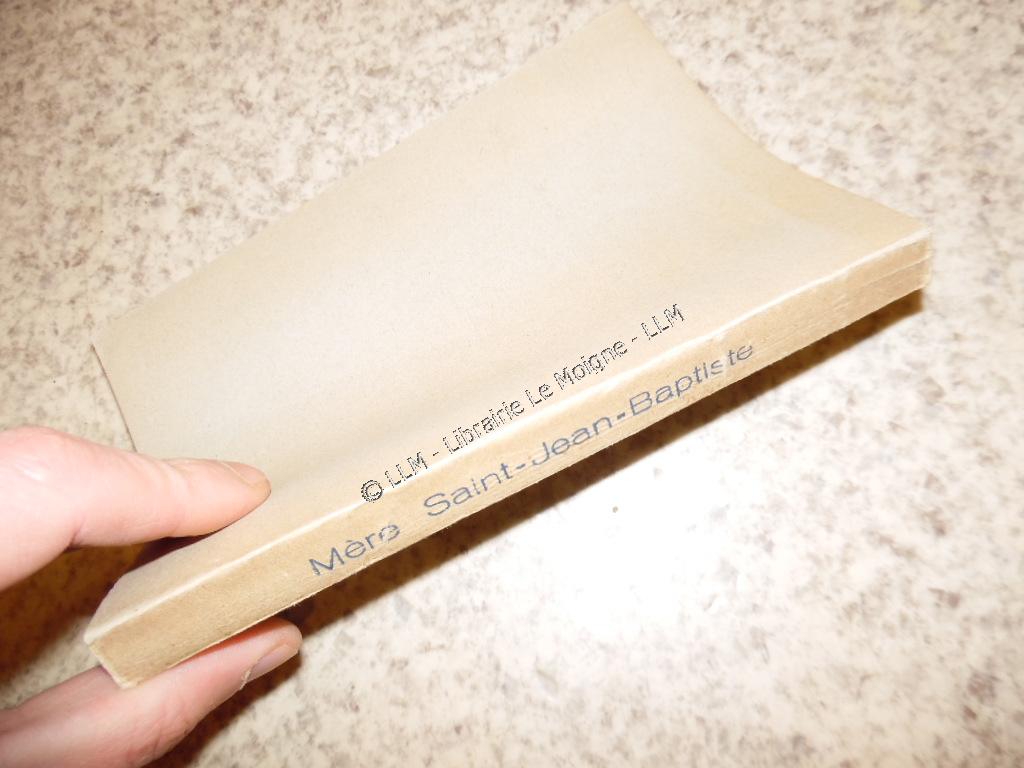 © LLM - Librairie Le Moigne - LLM
Mère Saint-Jean-Baptiste